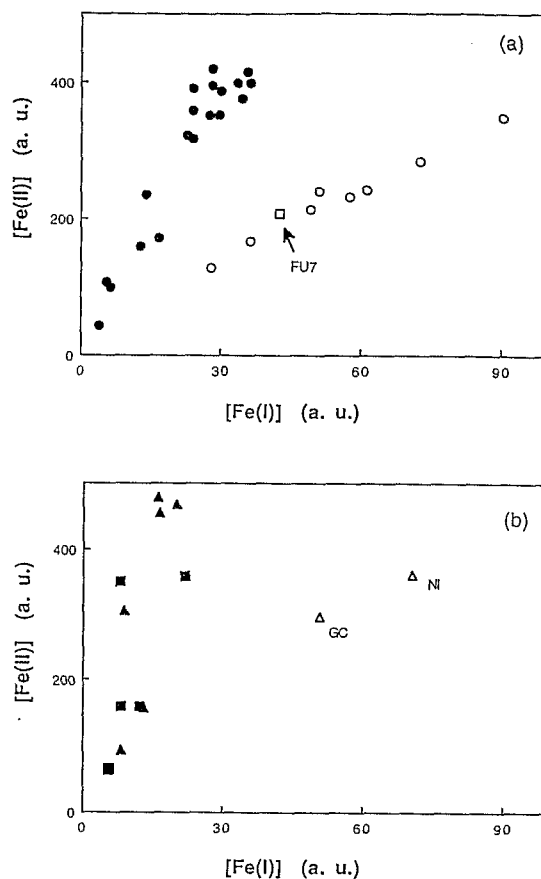 (a)
[Fe(II)] (a. u.)
400
200
0
FU7
0 30 60 90
[Fe(I)] (a. u.)
(b)
[Fe(II)] (a. u.)
400
200
0
NI
GC
0 30 60 90
[Fe(I)] (a. u.)